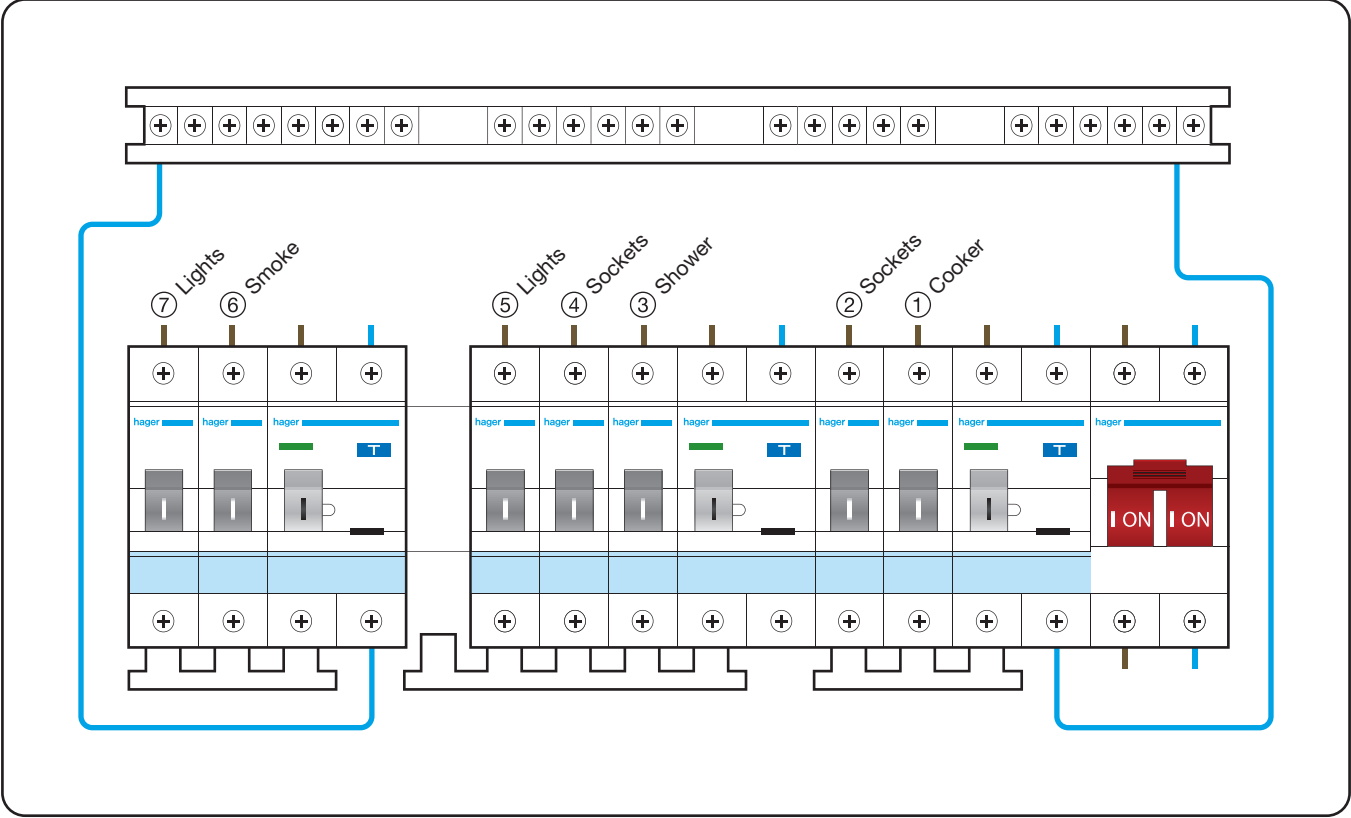 ⑦ Lights
⑥ Smoke
⑤ Lights
④ Sockets
③ Shower
② Sockets
① Cooker
hager
hager
hager
hager
hager
hager
hager
hager
hager
hager
hager
T
T
T
I ON
I ON